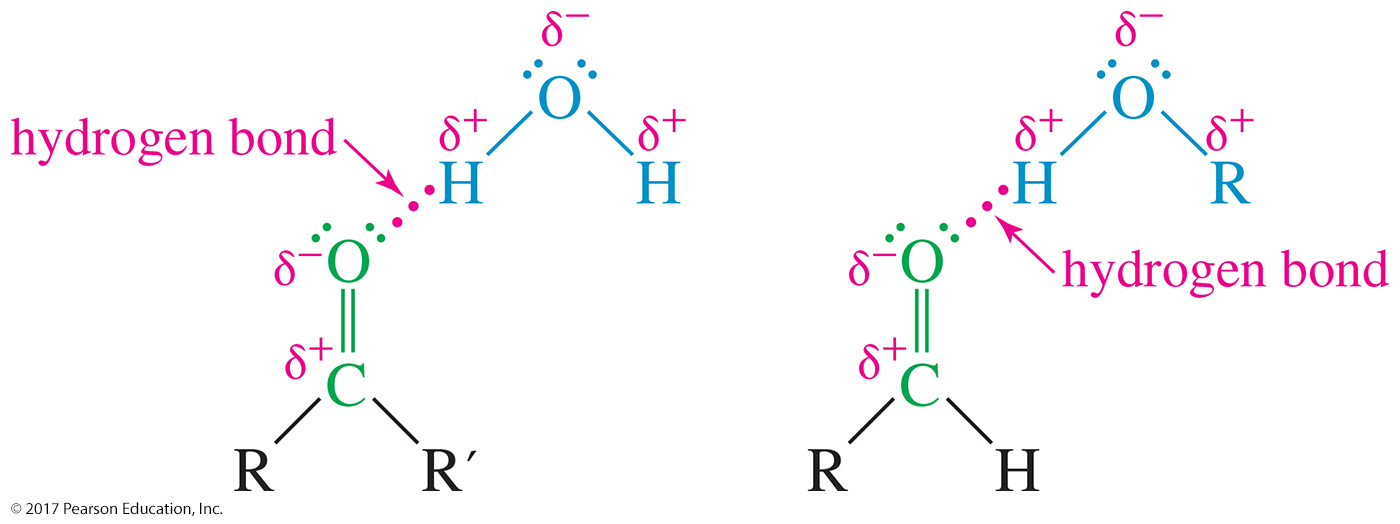 δ− δ−
O O
hydrogen bond δ+ δ+ δ+ δ+
H H H R
δ− O δ− O hydrogen bond
δ+ δ+
C C
R R′ R H
© 2017 Pearson Education, Inc.